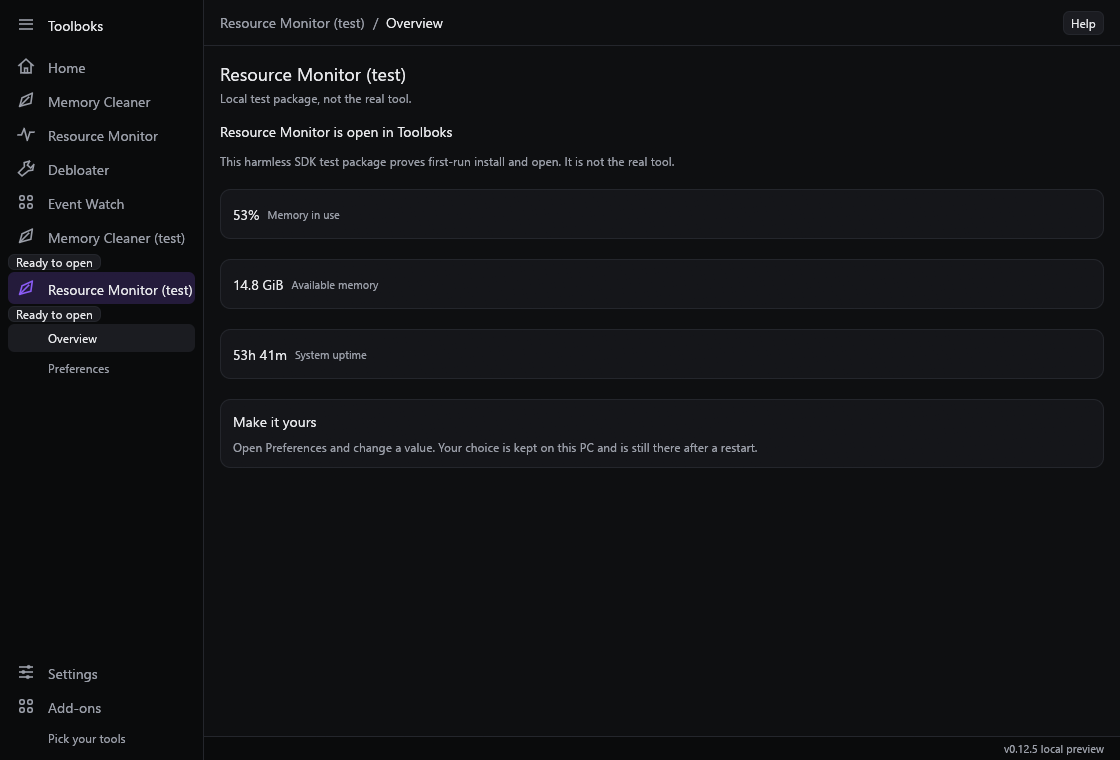 Toolboks
Home
Memory Cleaner
Resource Monitor
Debloater
Event Watch
Memory Cleaner (test)
Ready to open
Resource Monitor (test)
Ready to open
Overview
Preferences
Settings
Add-ons
Pick your tools
Resource Monitor (test) / Overview
Help
Resource Monitor (test)
Local test package, not the real tool.
Resource Monitor is open in Toolboks
This harmless SDK test package proves first-run install and open. It is not the real tool.
53% Memory in use
14.8 GiB Available memory
53h 41m System uptime
Make it yours
Open Preferences and change a value. Your choice is kept on this PC and is still there after a restart.
v0.12.5 local preview